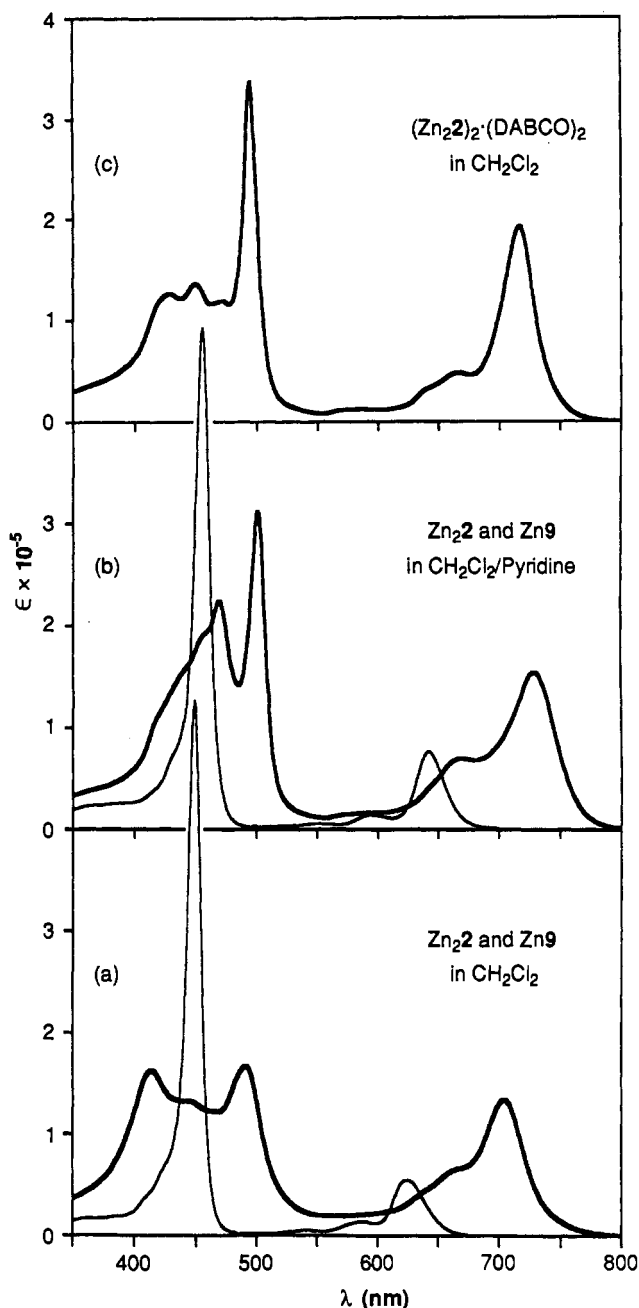 4
3
2
1
0
(c)
(Zn₂2)₂·(DABCO)₂
in CH₂Cl₂
3
2
1
0
(b)
Zn₂2 and Zn9
in CH₂Cl₂/Pyridine
ϵ × 10⁻⁵
3
2
1
0
(a)
Zn₂2 and Zn9
in CH₂Cl₂
400 500 600 700 800
λ (nm)